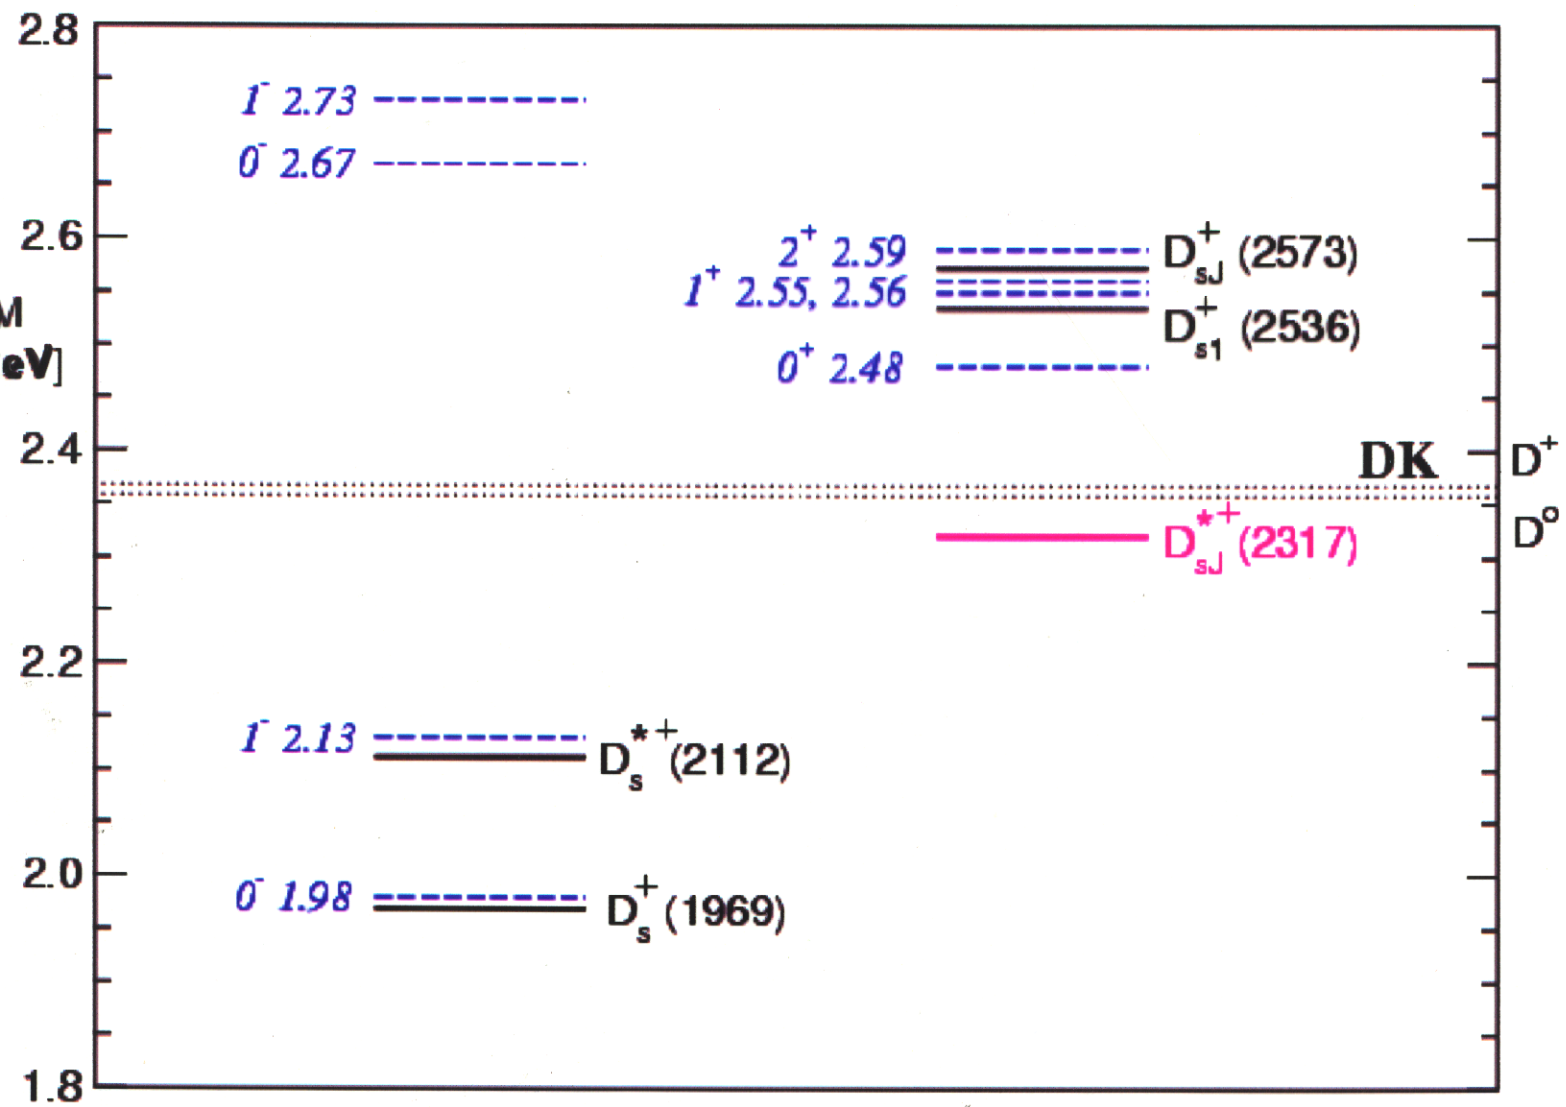 2.8
1⁻ 2.73
0⁻ 2.67
2.6
2⁺ 2.59
D⁺sJ (2573)
1⁺ 2.55, 2.56
M
D⁺s1 (2536)
eV]
0⁺ 2.48
2.4
DK
D⁺
D*⁺sJ (2317)
D⁰
2.2
1⁻ 2.13
D*⁺s (2112)
2.0
0⁻ 1.98
D⁺s (1969)
1.8